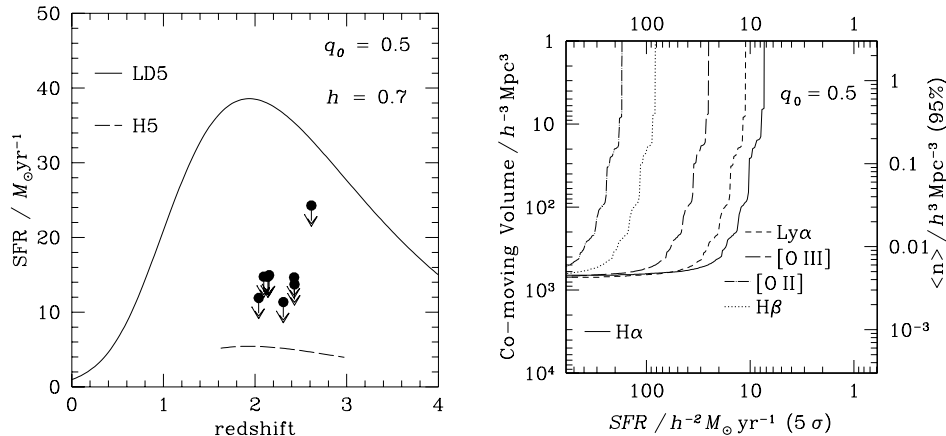 50
40
30
20
10
0
SFR / M⊙yr⁻¹
q₀ = 0.5
h = 0.7
LD5
H5
0 1 2 3 4
redshift
100 10 1
1
10
100
10³
10⁴
Co-moving Volume / h⁻³ Mpc³
q₀ = 0.5
Lyα
[O III]
[O II]
Hβ
Hα
1
0.1
0.01
10⁻³
<n> / h³ Mpc⁻³ (95%)
100 10 1
SFR / h⁻² M⊙ yr⁻¹ (5 σ)